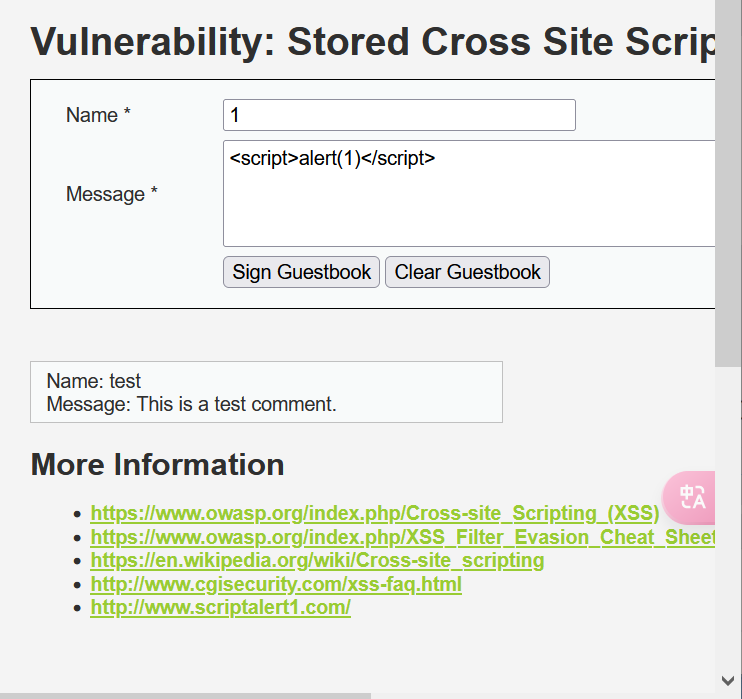 Vulnerability: Stored Cross Site Scrip
Name *
1
Message *
<script>alert(1)</script>
Sign Guestbook Clear Guestbook
Name: test
Message: This is a test comment.
More Information
https://www.owasp.org/index.php/Cross-site_Scripting_(XSS)
https://www.owasp.org/index.php/XSS_Filter_Evasion_Cheat_Sheet
https://en.wikipedia.org/wiki/Cross-site_scripting
http://www.cgisecurity.com/xss-faq.html
http://www.scriptalert1.com/
中A